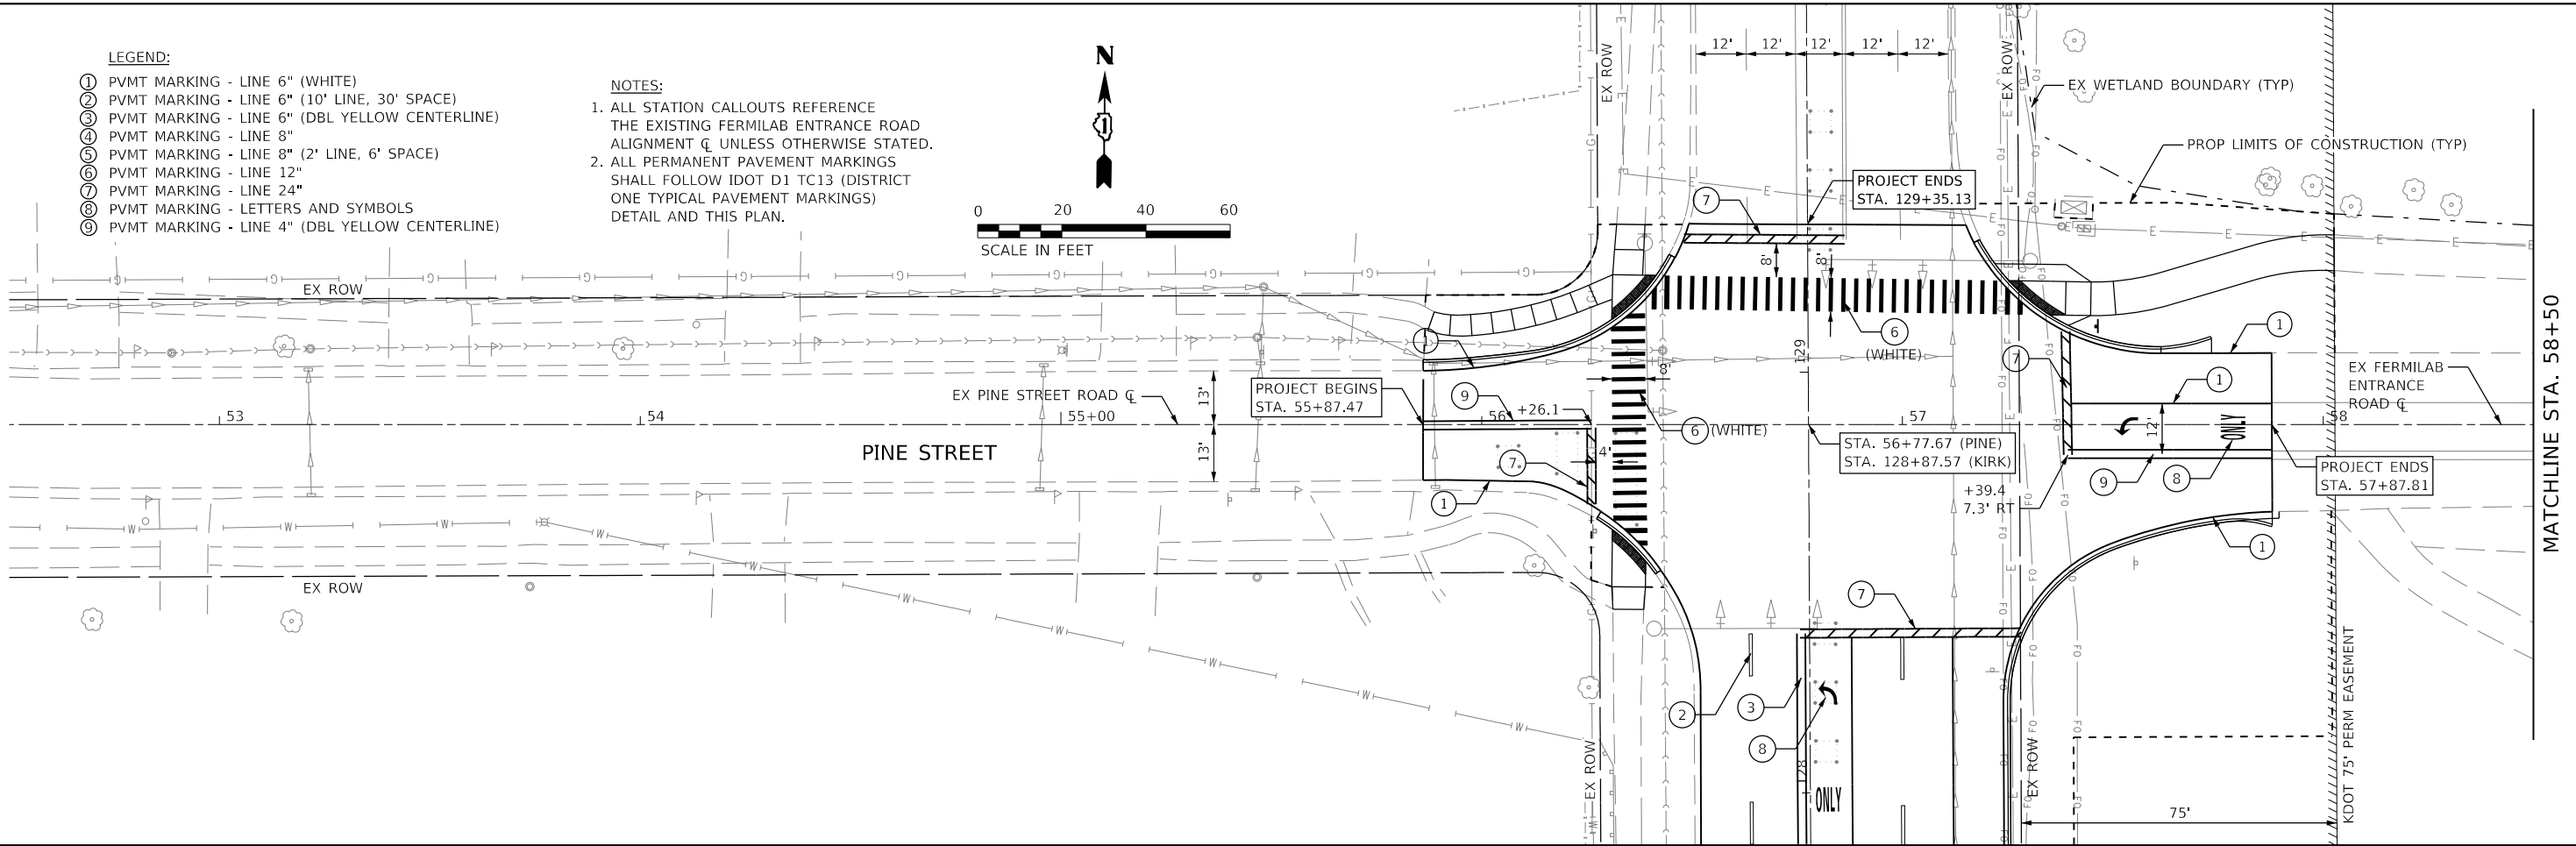 LEGEND:
① PVMT MARKING - LINE 6" (WHITE)
② PVMT MARKING - LINE 6" (10' LINE, 30' SPACE)
③ PVMT MARKING - LINE 6" (DBL YELLOW CENTERLINE)
④ PVMT MARKING - LINE 8"
⑤ PVMT MARKING - LINE 8" (2' LINE, 6' SPACE)
⑥ PVMT MARKING - LINE 12"
⑦ PVMT MARKING - LINE 24"
⑧ PVMT MARKING - LETTERS AND SYMBOLS
⑨ PVMT MARKING - LINE 4" (DBL YELLOW CENTERLINE)
NOTES:
1. ALL STATION CALLOUTS REFERENCE
THE EXISTING FERMILAB ENTRANCE ROAD
ALIGNMENT ℄ UNLESS OTHERWISE STATED.
2. ALL PERMANENT PAVEMENT MARKINGS
SHALL FOLLOW IDOT D1 TC13 (DISTRICT
ONE TYPICAL PAVEMENT MARKINGS)
DETAIL AND THIS PLAN.
N
0 20 40 60
SCALE IN FEET
12' 12' 12' 12' 12'
EX ROW
EX ROW
EX WETLAND BOUNDARY (TYP)
PROP LIMITS OF CONSTRUCTION (TYP)
PROJECT ENDS
STA. 129+35.13
7
8'
8'
EX ROW
1
6
(WHITE)
129
7
1
1
EX FERMILAB
ENTRANCE
ROAD ℄
MATCHLINE STA. 58+50
EX PINE STREET ROAD ℄
13'
13'
PROJECT BEGINS
STA. 55+87.47
9
+26.1
8'
53
54
55+00
56
57
58
6 (WHITE)
PINE STREET
7
4'
1
STA. 56+77.67 (PINE)
STA. 128+87.57 (KIRK)
12'
ONLY
+39.4
7.3' RT
9
8
PROJECT ENDS
STA. 57+87.81
1
EX ROW
7
2
3
8
128
ONLY
EX ROW
EX ROW
75'
KDOT 75' PERM EASEMENT